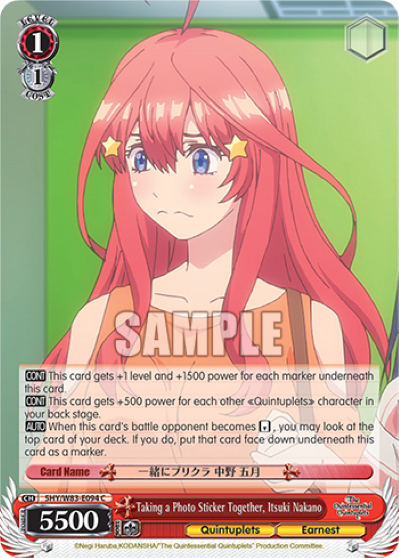 LEVEL
1
1
COST
SAMPLE
CONT This card gets +1 level and +1500 power for each marker underneath
this card.
CONT This card gets +500 power for each other «Quintuplets» character in
your back stage.
AUTO When this card's battle opponent becomes , you may look at the top
card of your deck. If you do, put that card face down underneath
this card as a marker.
Card Name 一緒にプリクラ 中野 五月
CH 5HY/W83-E094 C Taking a Photo Sticker Together, Itsuki Nakano The Quintessential Quintuplets
POWER 5500 Quintuplets Earnest
©Negi Haruba,KODANSHA/"The Quintessential Quintuplets" Production Committee.